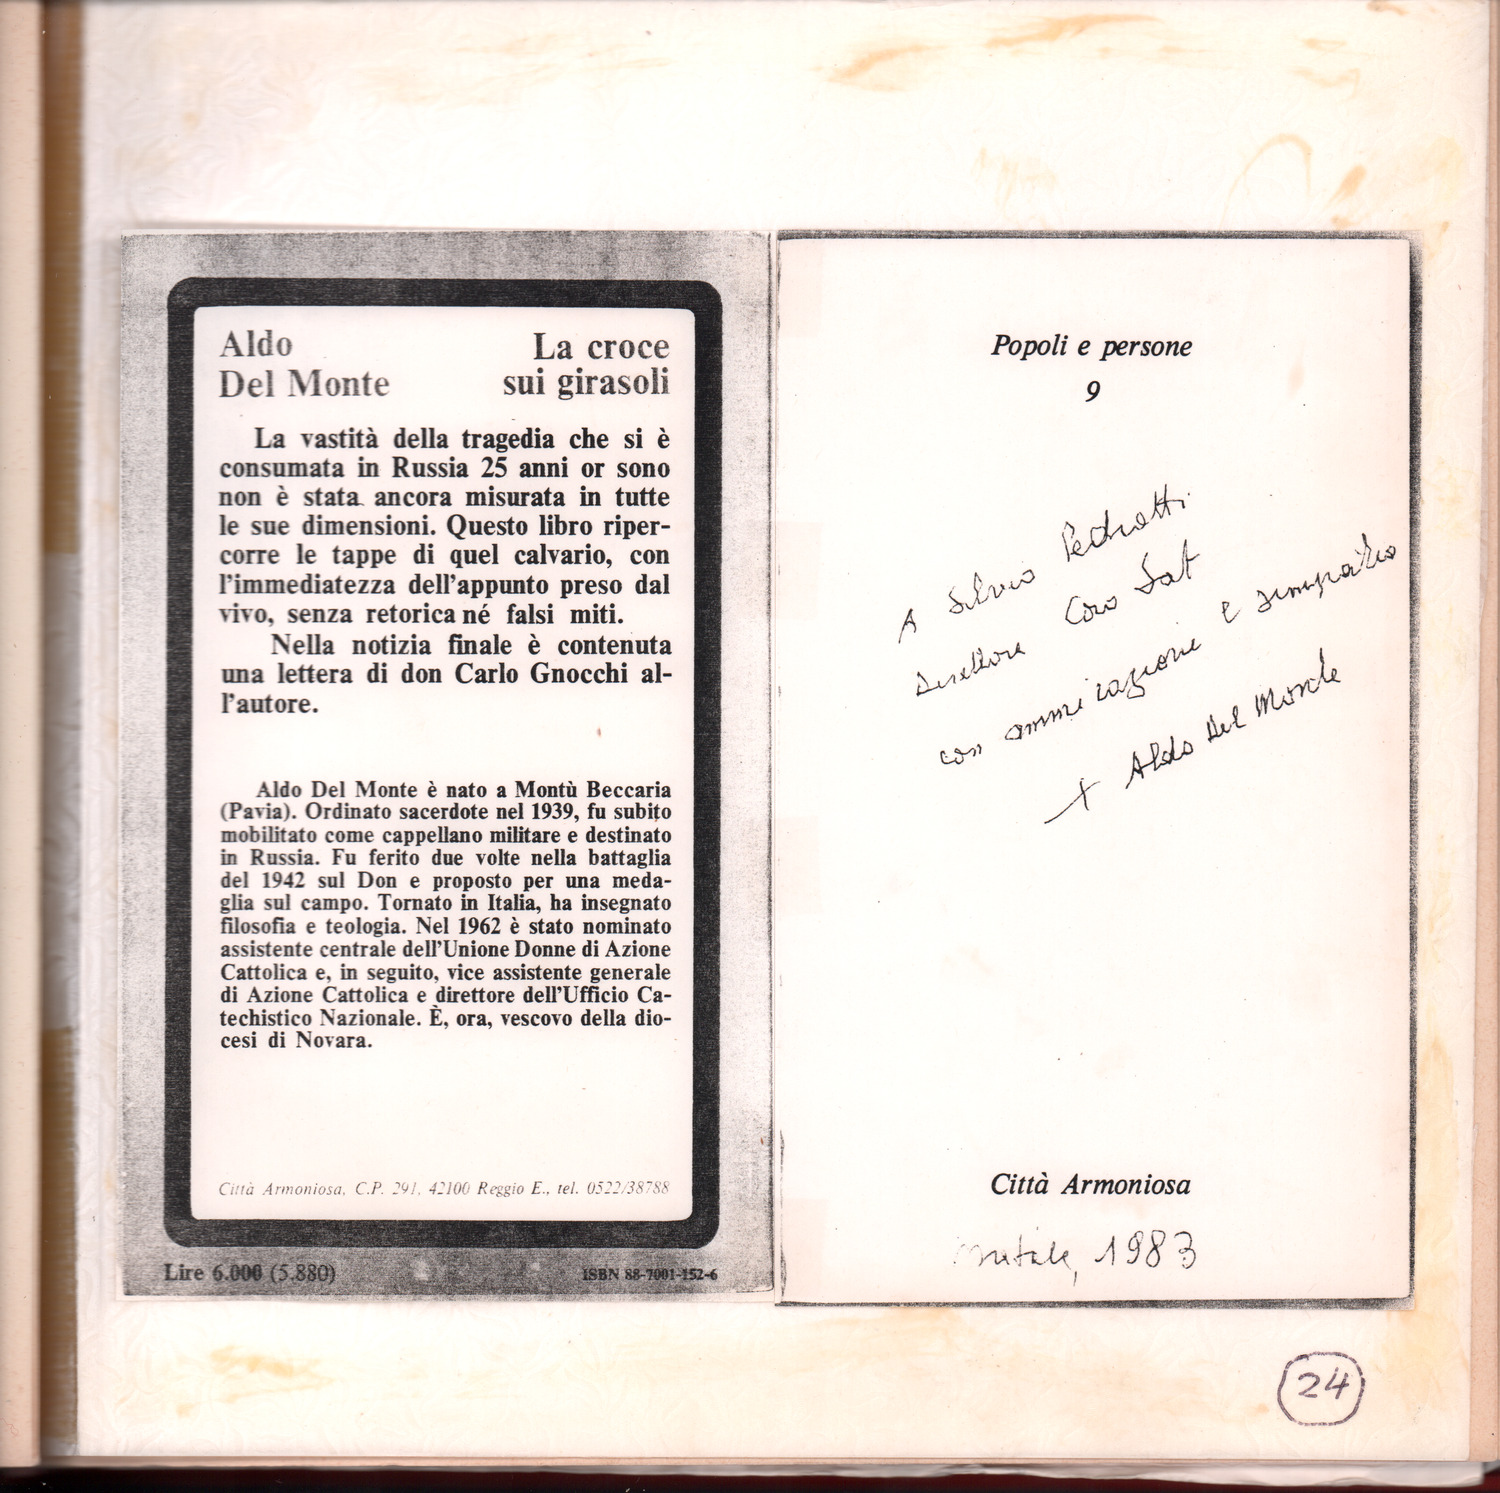 Aldo
Del Monte
La croce
sui girasoli
La vastità della tragedia che si è
consumata in Russia 25 anni or sono
non è stata ancora misurata in tutte
le sue dimensioni. Questo libro riper-
corre le tappe di quel calvario, con
l'immediatezza dell'appunto preso dal
vivo, senza retorica né falsi miti.
Nella notizia finale è contenuta
una lettera di don Carlo Gnocchi al-
l'autore.
Aldo Del Monte è nato a Montù Beccaria
(Pavia). Ordinato sacerdote nel 1939, fu subito
mobilitato come cappellano militare e destinato
in Russia. Fu ferito due volte nella battaglia
del 1942 sul Don e proposto per una meda-
glia sul campo. Tornato in Italia, ha insegnato
filosofia e teologia. Nel 1962 è stato nominato
assistente centrale dell'Unione Donne di Azione
Cattolica e, in seguito, vice assistente generale
di Azione Cattolica e direttore dell'Ufficio Ca-
techistico Nazionale. È, ora, vescovo della dio-
cesi di Novara.
Città Armoniosa, C.P. 291, 42100 Reggio E., tel. 0522/38788
Lire 6.000 (5.880)
ISBN 88-7001-152-6
Popoli e persone
9
A Silvio Pedrotti
Direttore Coro Sat
con ammirazione e simpatia
+ Aldo Del Monte
Città Armoniosa
Natale, 1983
24